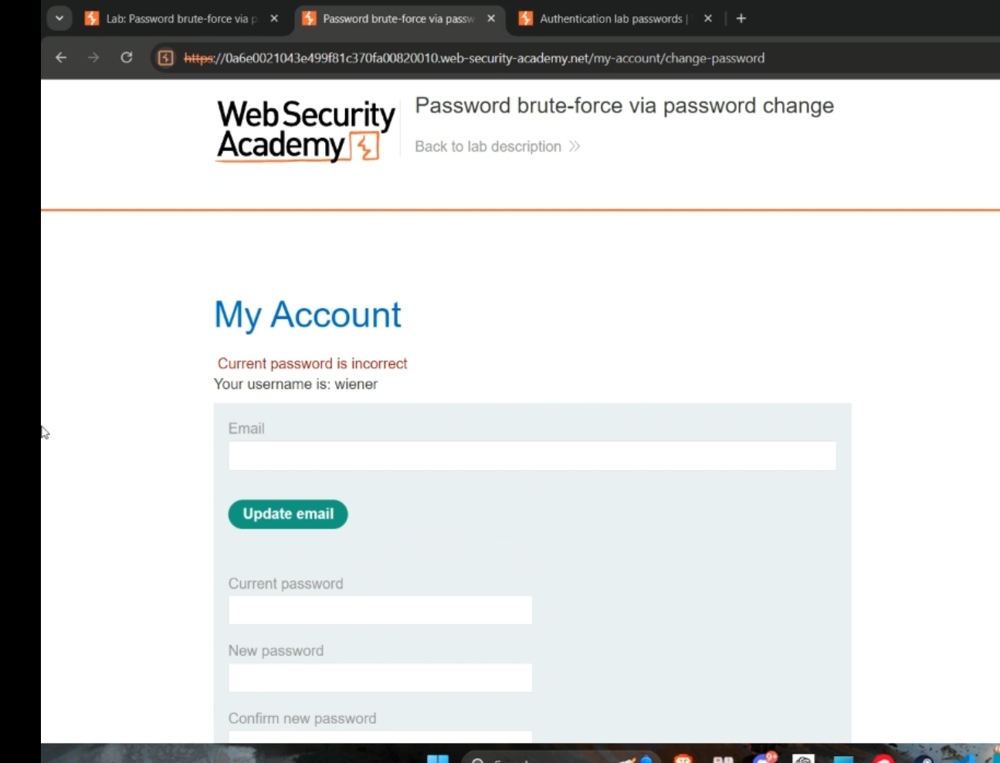 Lab: Password brute-force via p
Password brute-force via passw
Authentication lab passwords |
https://0a6e0021043e499f81c370fa00820010.web-security-academy.net/my-account/change-password
WebSecurity
Academy
Password brute-force via password change
Back to lab description
My Account
Current password is incorrect
Your username is: wiener
Email
Update email
Current password
New password
Confirm new password